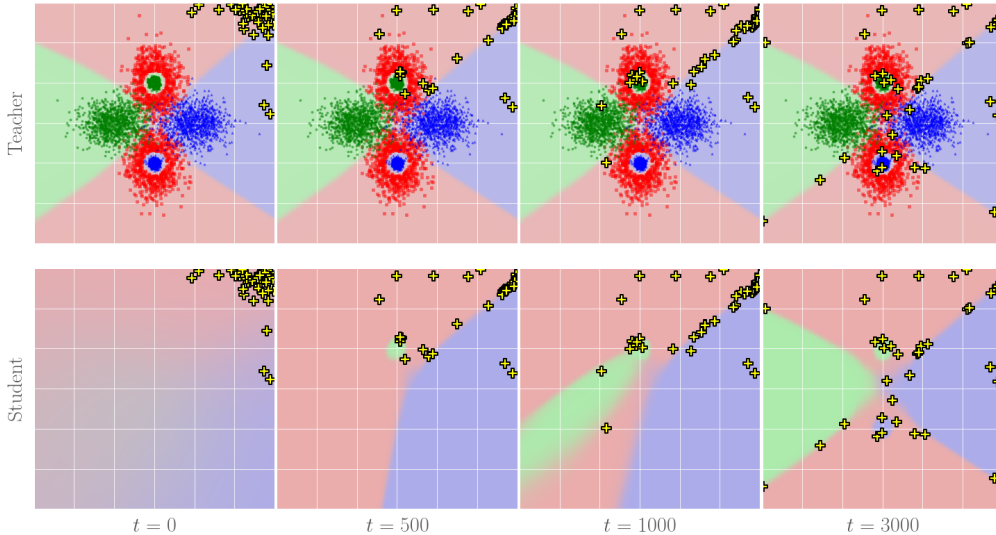 Teacher
Student
t = 0
t = 500
t = 1000
t = 3000